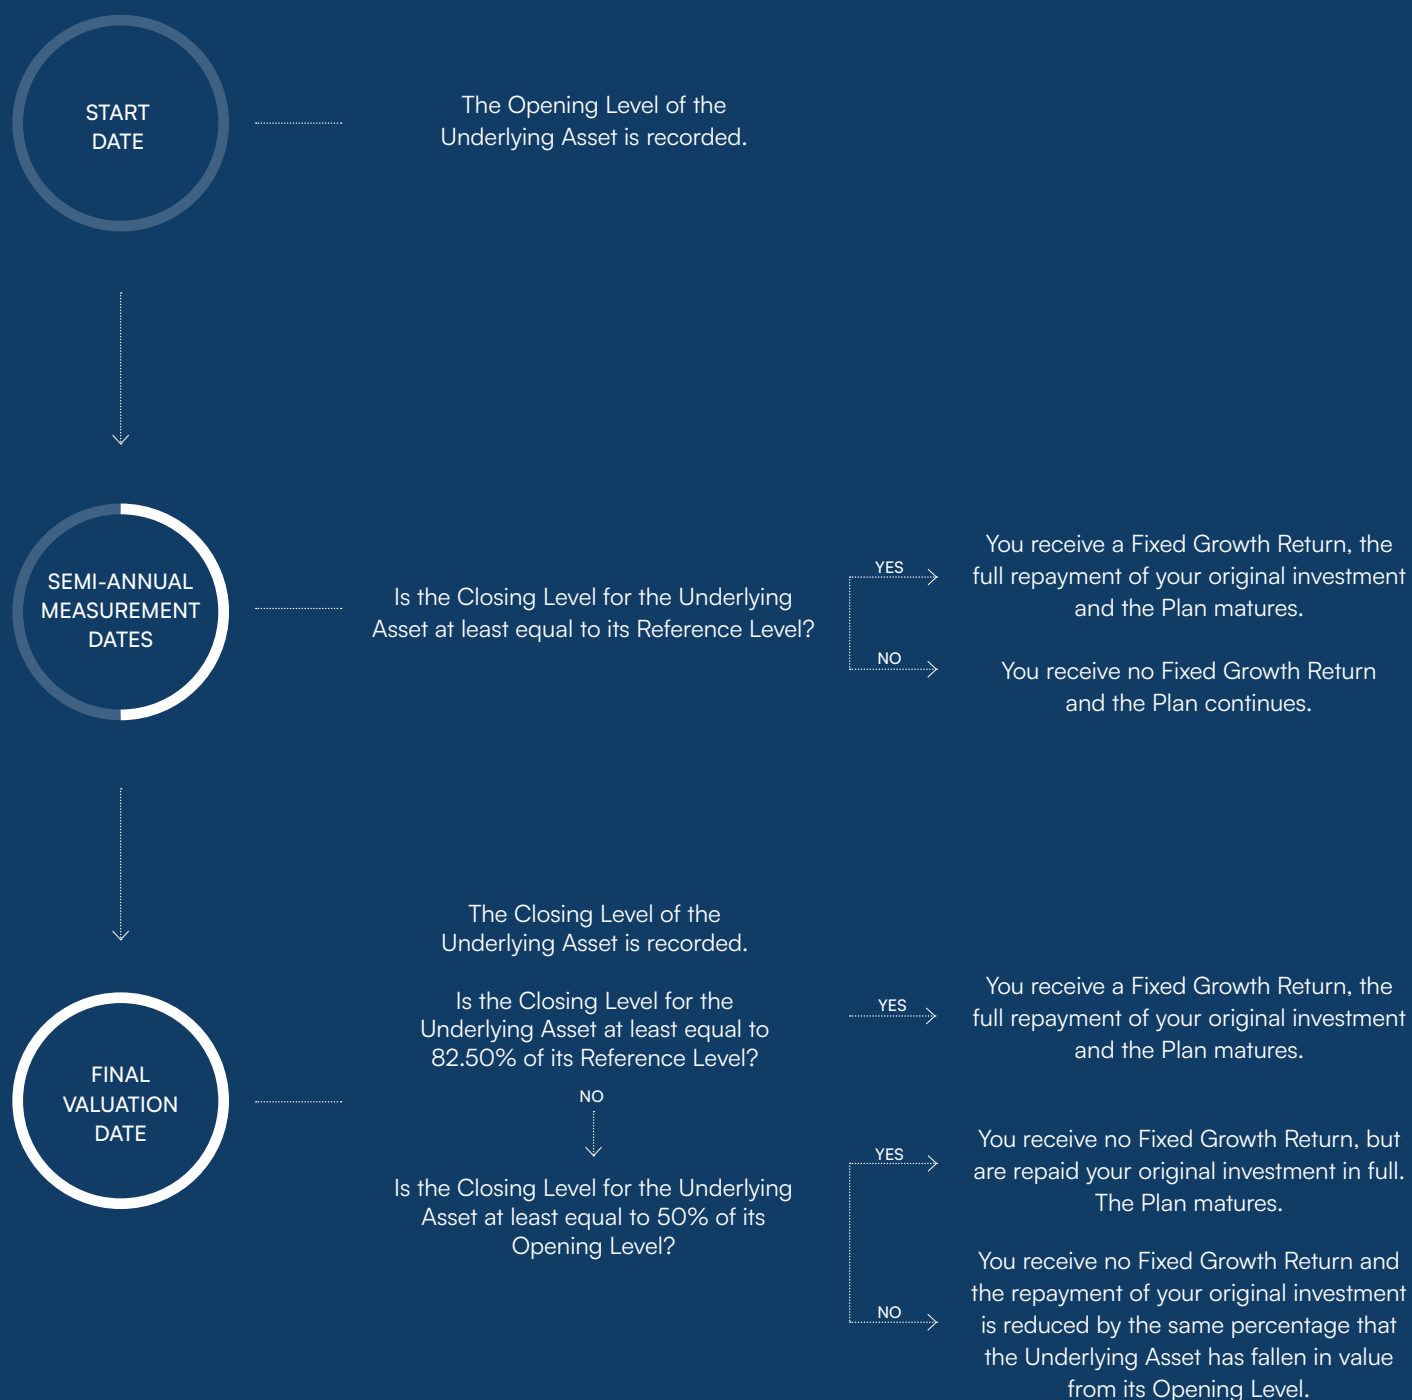 START
DATE
The Opening Level of the
Underlying Asset is recorded.
SEMI-ANNUAL
MEASUREMENT
DATES
Is the Closing Level for the Underlying
Asset at least equal to its Reference Level?
YES
You receive a Fixed Growth Return, the
full repayment of your original investment
and the Plan matures.
NO
You receive no Fixed Growth Return
and the Plan continues.
FINAL
VALUATION
DATE
The Closing Level of the
Underlying Asset is recorded.
Is the Closing Level for the
Underlying Asset at least equal to
82.50% of its Reference Level?
YES
You receive a Fixed Growth Return, the
full repayment of your original investment
and the Plan matures.
NO
Is the Closing Level for the Underlying
Asset at least equal to 50% of its
Opening Level?
YES
You receive no Fixed Growth Return, but
are repaid your original investment in full.
The Plan matures.
NO
You receive no Fixed Growth Return and
the repayment of your original investment
is reduced by the same percentage that
the Underlying Asset has fallen in value
from its Opening Level.